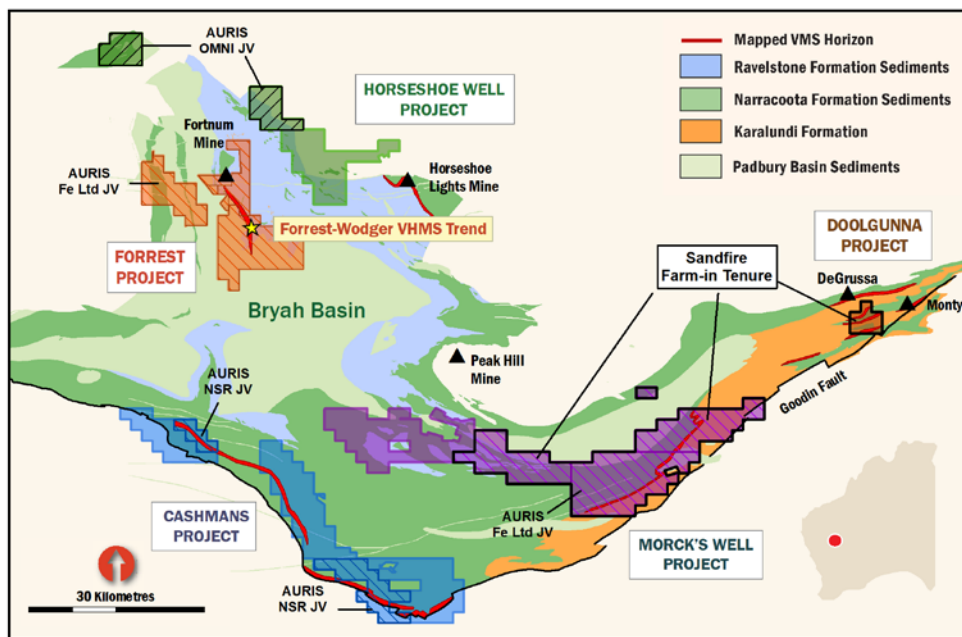 AURIS
OMNI JV
HORSESHOE WELL
PROJECT
Mapped VMS Horizon
Ravelstone Formation Sediments
Narracoota Formation Sediments
Karalundi Formation
Padbury Basin Sediments
Fortnum
Mine
AURIS
Fe Ltd JV
Horseshoe
Lights Mine
Forrest-Wodger VHMS Trend
FORREST
PROJECT
Sandfire
Farm-in Tenure
DOOLGUNNA
PROJECT
DeGrussa
Monty
Bryah Basin
Peak Hill
Mine
Goodin Fault
AURIS
NSR JV
CASHMANS
PROJECT
AURIS
Fe Ltd JV
MORCK'S WELL
PROJECT
AURIS
NSR JV
30 Kilometres